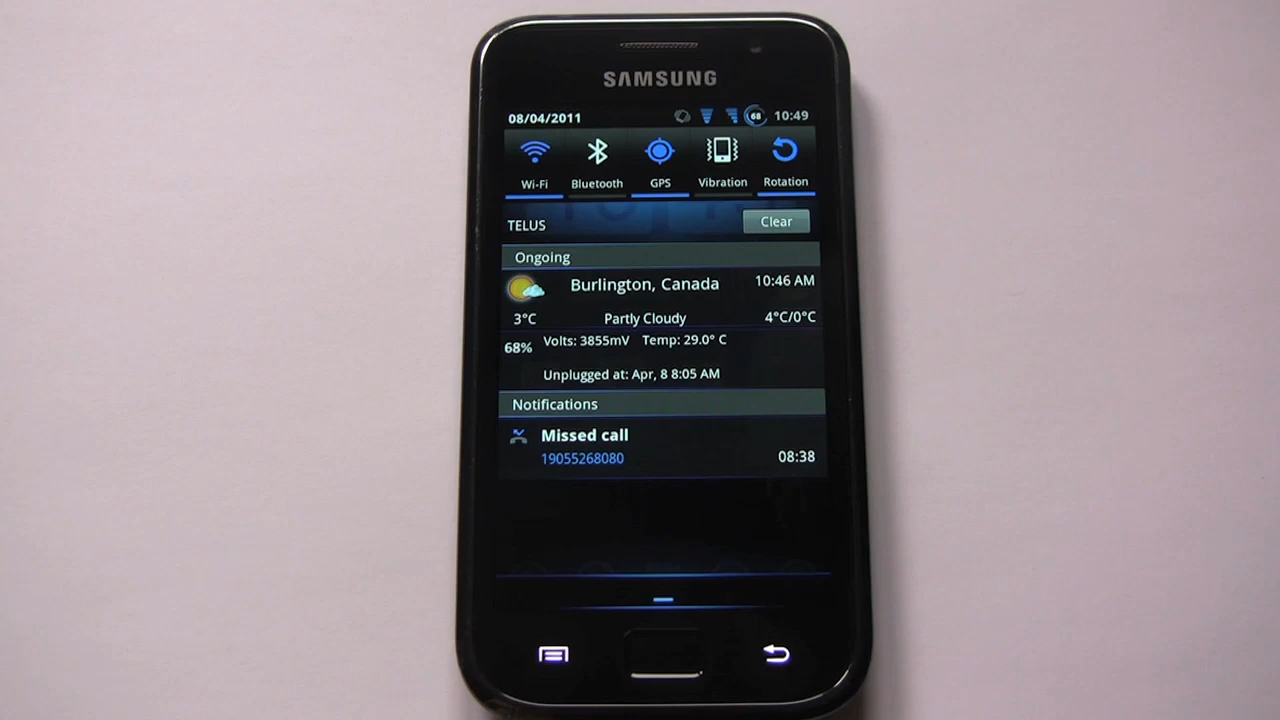 SAMSUNG
08/04/2011 68 10:49
Wi-Fi Bluetooth GPS Vibration Rotation
TELUS Clear
Ongoing
Burlington, Canada 10:46 AM
3°C Partly Cloudy 4°C/0°C
68% Volts: 3855mV Temp: 29.0° C
Unplugged at: Apr, 8 8:05 AM
Notifications
Missed call
19055268080 08:38